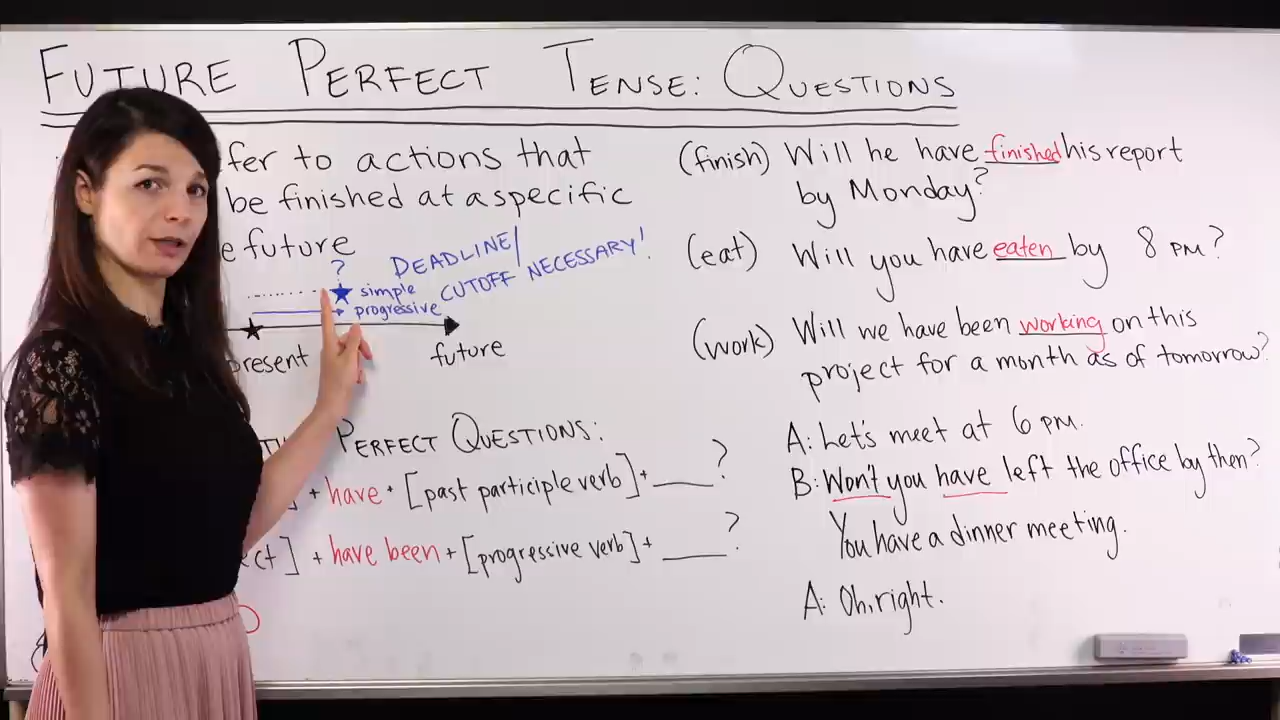 FUTURE PERFECT TENSE: QUESTIONS
fer to actions that
be finished at a specific
e future
?
DEADLINE/
CUTOFF NECESSARY!
simple
progressive
present
future
PERFECT QUESTIONS:
] + have + [past participle verb] + ____?
ect] + have been + [progressive verb] + ____?
(finish) Will he have finished his report
by Monday?
(eat) Will you have eaten by 8 PM?
(work) Will we have been working on this
project for a month as of tomorrow?
A: Let's meet at 6 PM.
B: Won't you have left the office by then?
You have a dinner meeting.
A: Oh, right.